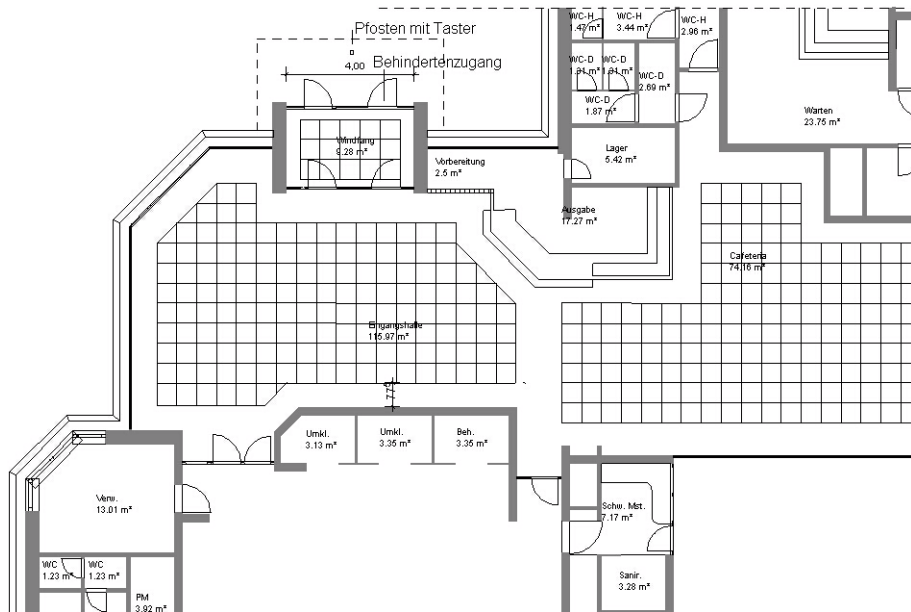 Pfosten mit Taster
4,00
Behindertenzugang
WC-H
1.47 m²
WC-H
3.44 m²
WC-H
2.96 m²
WC-D
WC-D
WC-D
2.69 m²
WC-D
1.87 m²
Warten
23.75 m²
Windfang
9.28 m²
Vorbereitung
2.5 m²
Lager
5.42 m²
Ausgabe
17.27 m²
Cafeteria
74.16 m²
Eingangshalle
115.97 m²
Umkl.
3.13 m²
Umkl.
3.35 m²
Beh.
3.35 m²
Verw.
13.01 m²
Schw. Mst.
7.17 m²
WC
1.23 m²
WC
1.23 m²
PM
3.92 m²
Sanir.
3.28 m²